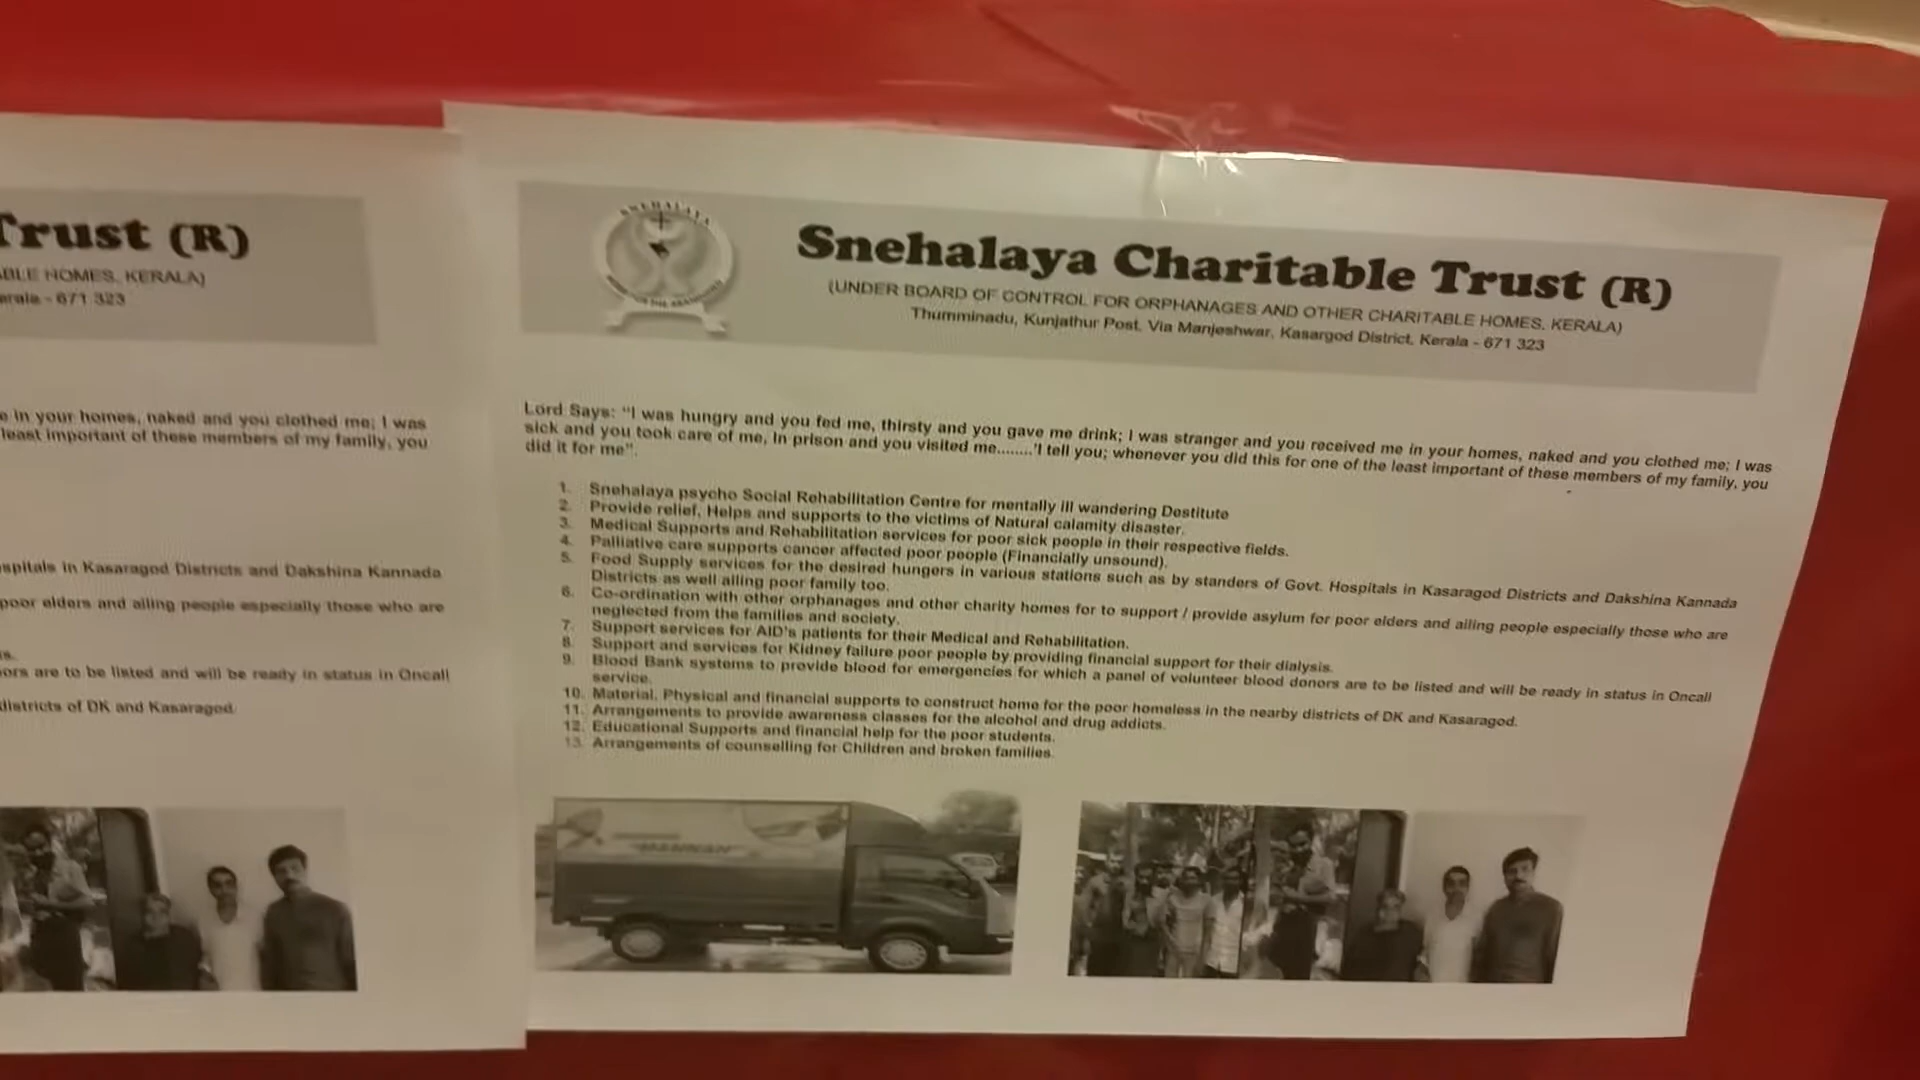 Trust (R)
ABLE HOMES, KERALA)
erala - 671 323
e in your homes, naked and you clothed me; I was
least important of these members of my family, you
ospitals in Kasaragod Districts and Dakshina Kannada
poor elders and ailing people especially those who are
rs.
ors are to be listed and will be ready in status in Oncall
districts of DK and Kasaragod.
SNEHALAYA
Snehalaya Charitable Trust (R)
(UNDER BOARD OF CONTROL FOR ORPHANAGES AND OTHER CHARITABLE HOMES, KERALA)
Thumminadu, Kunjathur Post, Via Manjeshwar, Kasargod District, Kerala - 671 323
Lord Says: "I was hungry and you fed me, thirsty and you gave me drink; I was stranger and you received me in your homes, naked and you clothed me; I was
sick and you took care of me, In prison and you visited me........'I tell you; whenever you did this for one of the least important of these members of my family, you
did it for me".
1. Snehalaya psycho Social Rehabilitation Centre for mentally ill wandering Destitute
2. Provide relief, Helps and supports to the victims of Natural calamity disaster.
3. Medical Supports and Rehabilitation services for poor sick people in their respective fields.
4. Palliative care supports cancer affected poor people (Financially unsound).
5. Food Supply services for the desired hungers in various stations such as by standers of Govt. Hospitals in Kasaragod Districts and Dakshina Kannada
Districts as well ailing poor family too.
6. Co-ordination with other orphanages and other charity homes for to support / provide asylum for poor elders and ailing people especially those who are
neglected from the families and society.
7. Support services for AID's patients for their Medical and Rehabilitation.
8. Support and services for Kidney failure poor people by providing financial support for their dialysis.
9. Blood Bank systems to provide blood for emergencies for which a panel of volunteer blood donors are to be listed and will be ready in status in Oncall
service.
10. Material, Physical and financial supports to construct home for the poor homeless in the nearby districts of DK and Kasaragod.
11. Arrangements to provide awareness classes for the alcohol and drug addicts.
12. Educational Supports and financial help for the poor students.
13. Arrangements of counselling for Children and broken families.
MANNAH